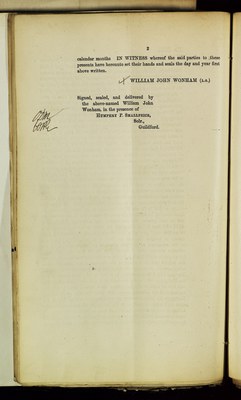 2
calendar months IN WITNESS whereof the said parties to these
presents have hereunto set their hands and seals the day and year first
above written.
WILLIAM JOHN WONHAM (L.S.)
Signed, sealed, and delivered by
the above-named William John
Wonham, in the presence of
Solr.,
Guildford.